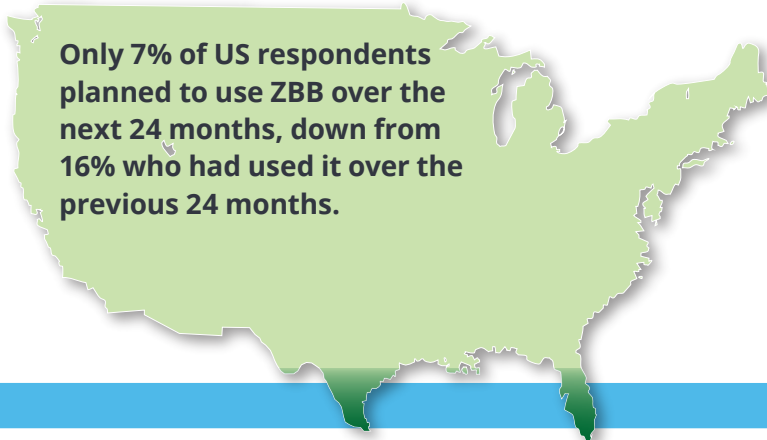 Only 7% of US respondents
planned to use ZBB over the
next 24 months, down from
16% who had used it over the
previous 24 months.